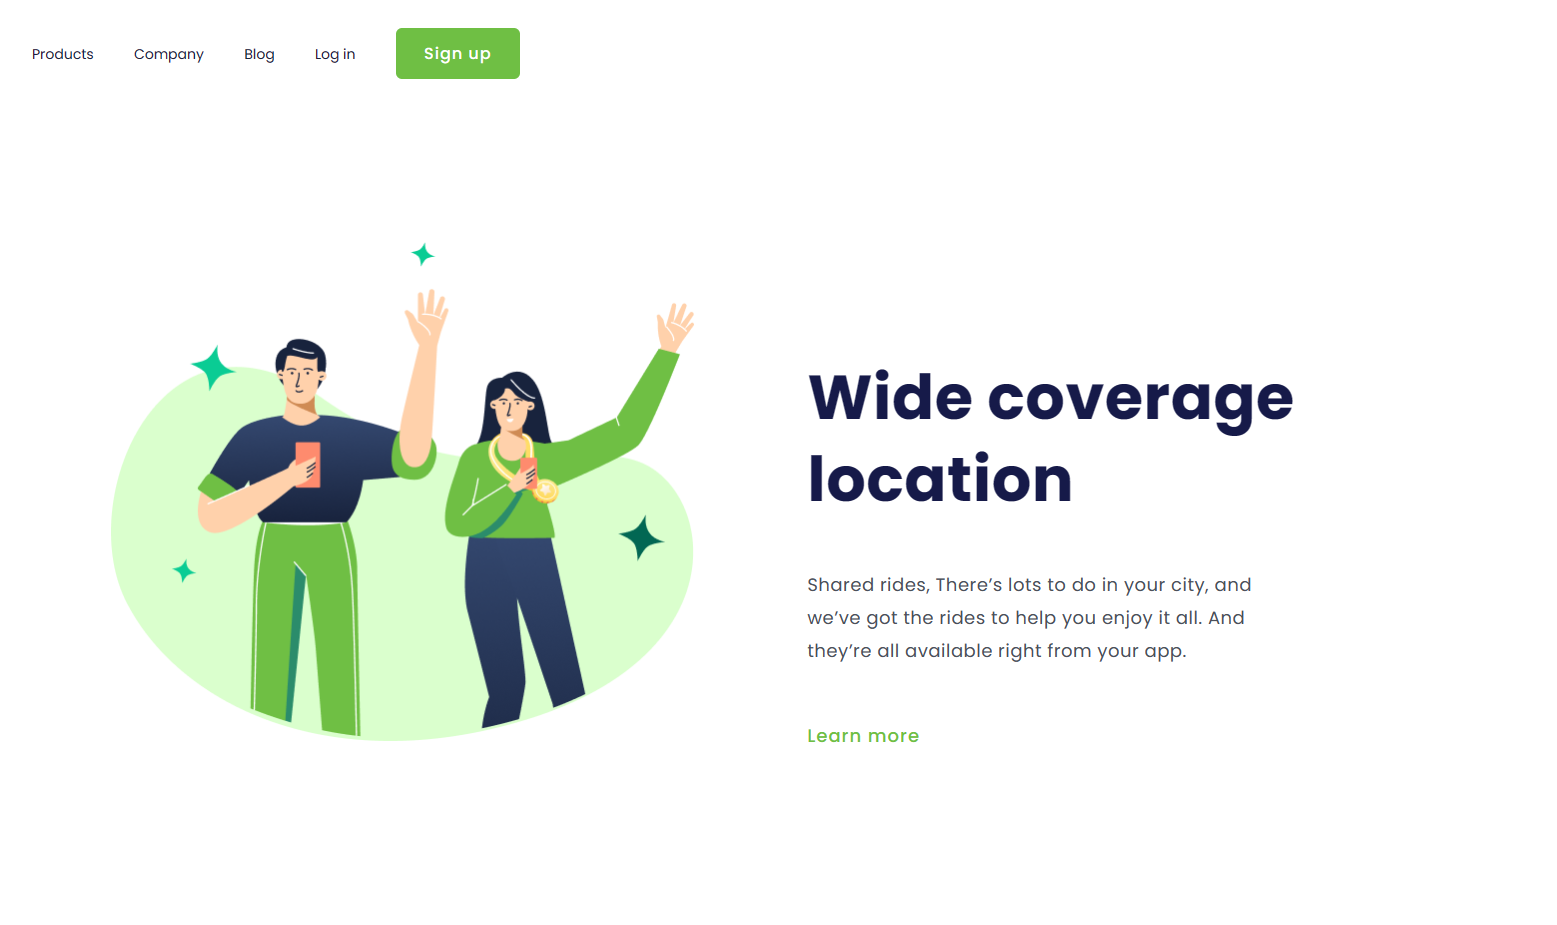 Products Company Blog Log in Sign up
Wide coverage
location
Shared rides, There’s lots to do in your city, and
we’ve got the rides to help you enjoy it all. And
they’re all available right from your app.
Learn more